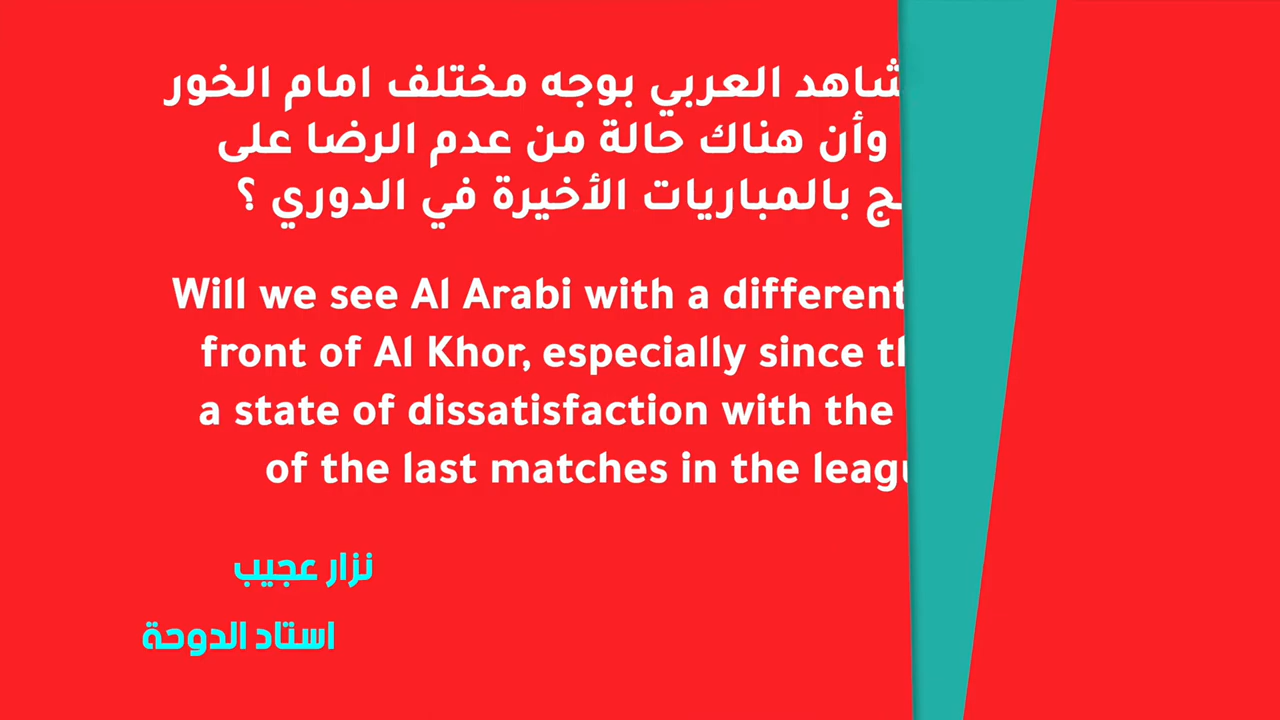 شاهد العربي بوجه مختلف امام الخور
وأن هناك حالة من عدم الرضا على
بالمباريات الأخيرة في الدوري ؟
Will we see Al Arabi with a different
front of Al Khor, especially since
a state of dissatisfaction with the
of the last matches in the
نزار عجيب
استاد الدوحة